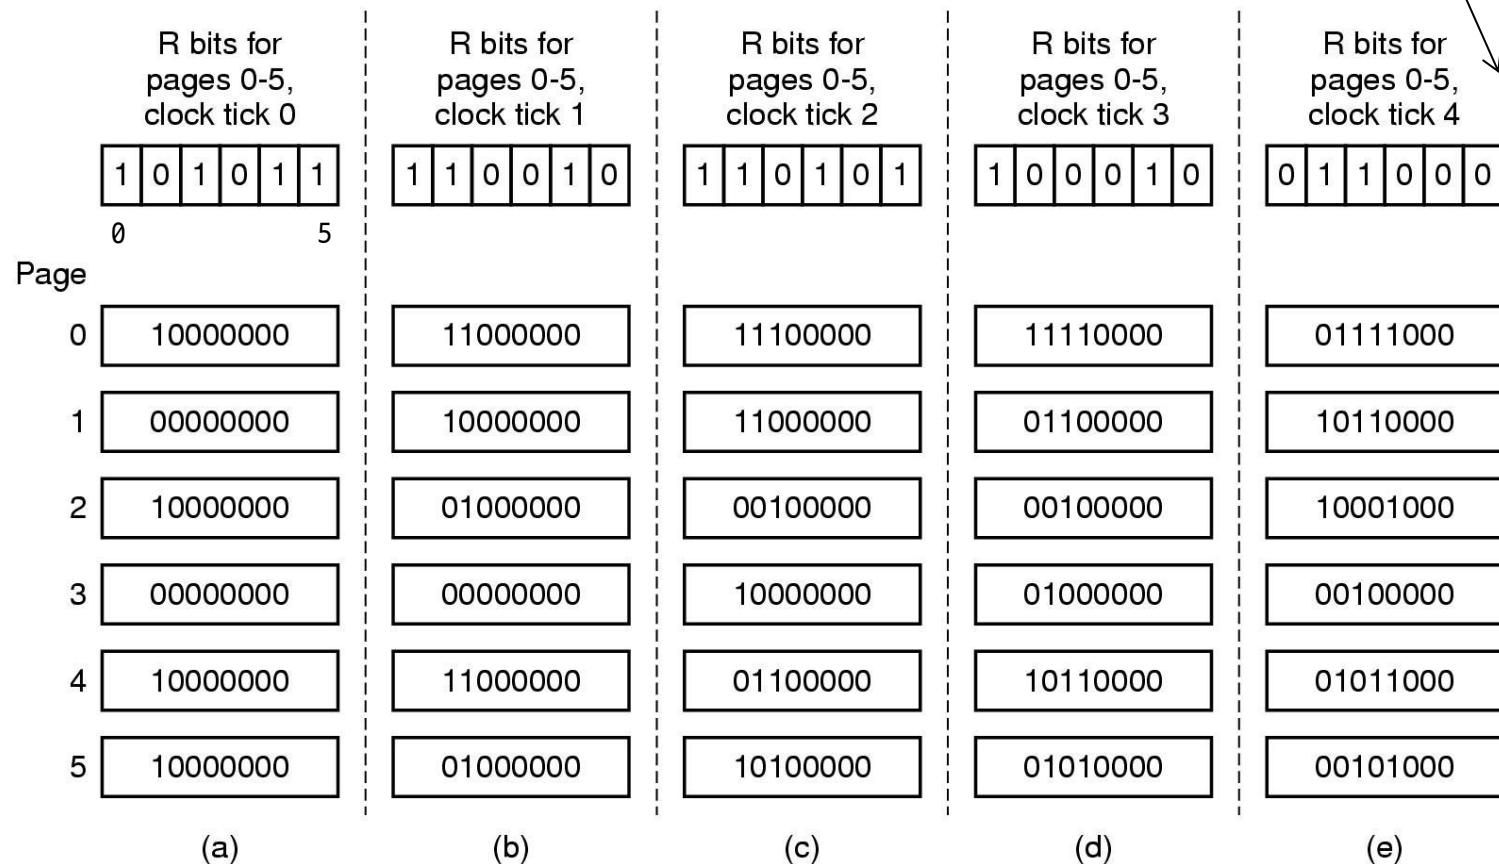 R bits for
pages 0-5,
clock tick 0
R bits for
pages 0-5,
clock tick 1
R bits for
pages 0-5,
clock tick 2
R bits for
pages 0-5,
clock tick 3
R bits for
pages 0-5,
clock tick 4
1 0 1 0 1 1
1 1 0 0 1 0
1 1 0 1 0 1
1 0 0 0 1 0
0 1 1 0 0 0
0 5
Page
0 10000000 11000000 11100000 11110000 01111000
1 00000000 10000000 11000000 01100000 10110000
2 10000000 01000000 00100000 00100000 10001000
3 00000000 00000000 10000000 01000000 00100000
4 10000000 11000000 01100000 10110000 01011000
5 10000000 01000000 10100000 01010000 00101000
(a) (b) (c) (d) (e)